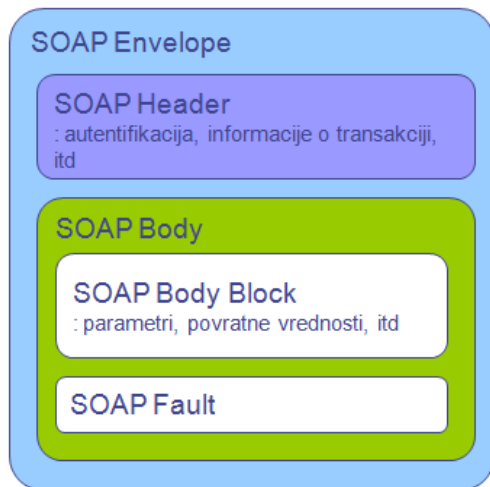 SOAP Envelope
SOAP Header
: autentifikacija, informacije o transakciji,
itd
SOAP Body
SOAP Body Block
: parametri, povratne vrednosti, itd
SOAP Fault